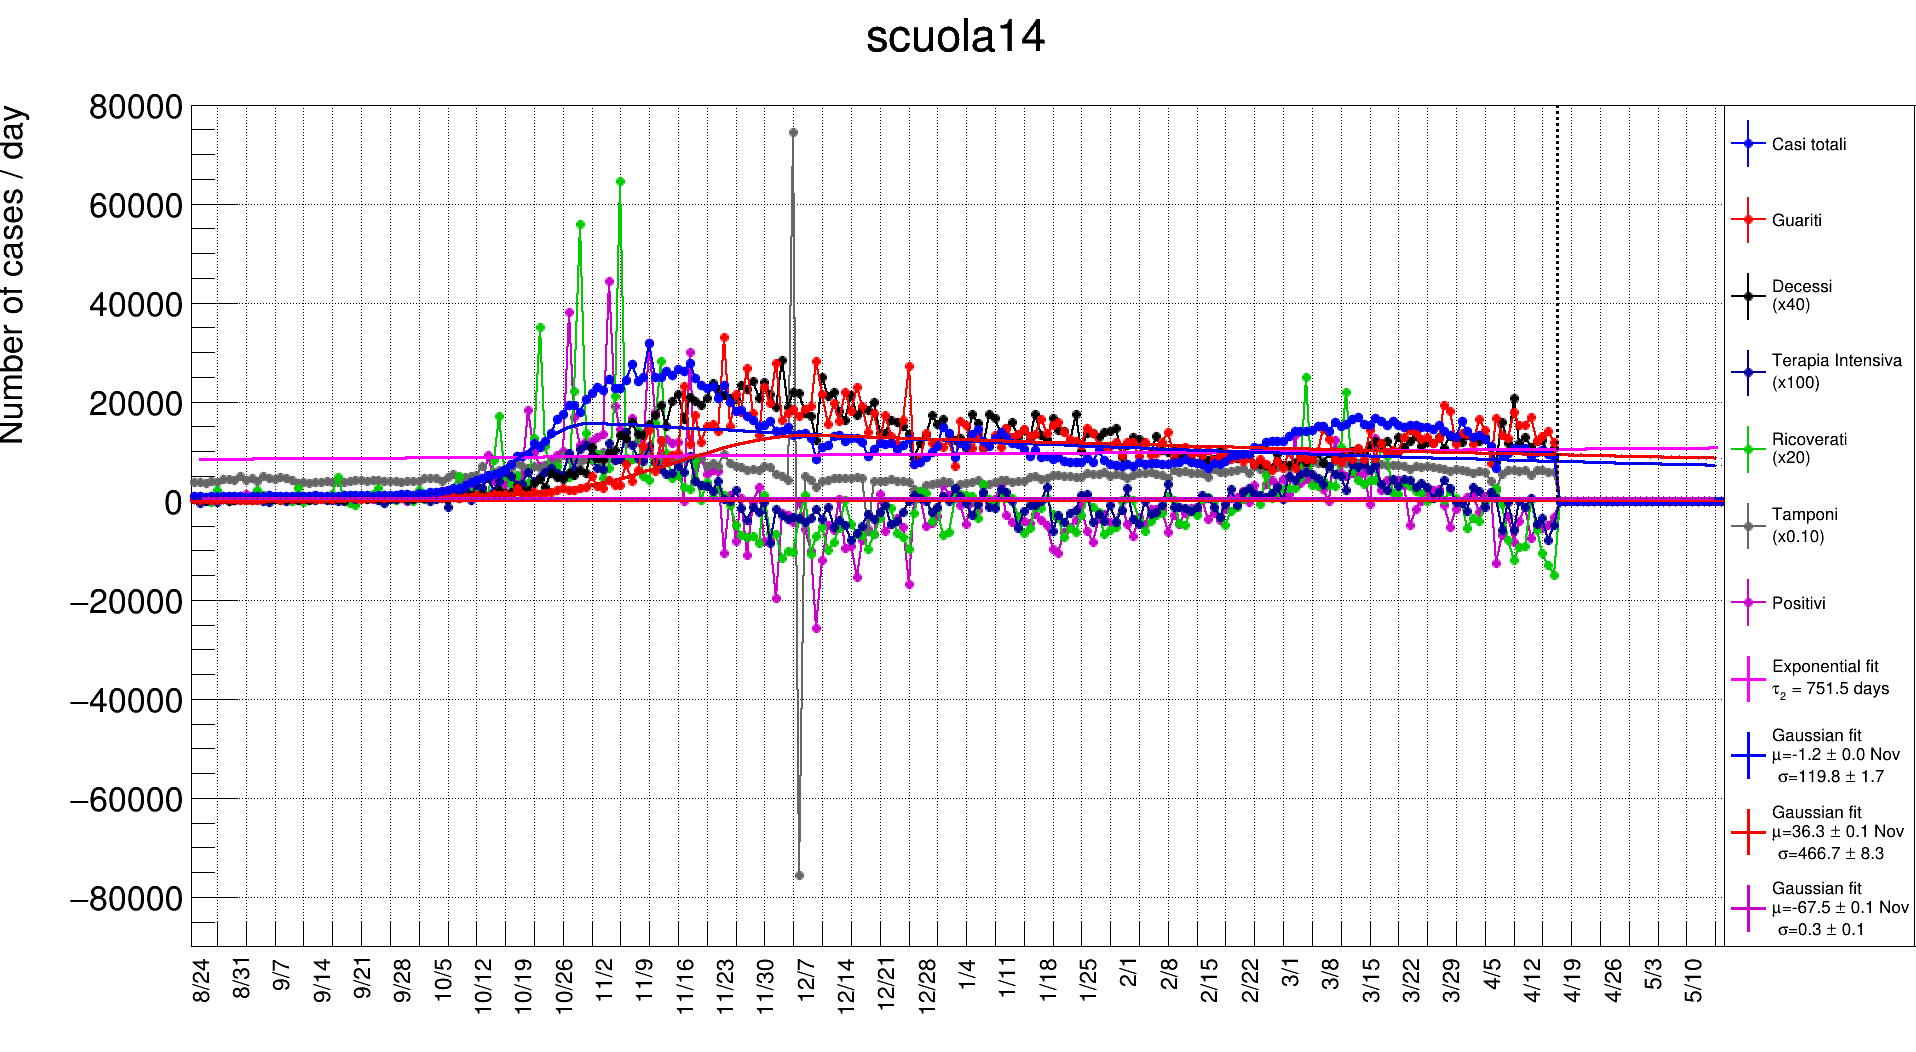 scuola14
Number of cases / day
80000
60000
40000
20000
0
−20000
−40000
−60000
−80000
8/24
8/31
9/7
9/14
9/21
9/28
10/5
10/12
10/19
10/26
11/2
11/9
11/16
11/23
11/30
12/7
12/14
12/21
12/28
1/4
1/11
1/18
1/25
2/1
2/8
2/15
2/22
3/1
3/8
3/15
3/22
3/29
4/5
4/12
4/19
4/26
5/3
5/10
Casi totali
Guariti
Decessi
(x40)
Terapia Intensiva
(x100)
Ricoverati
(x20)
Tamponi
(x0.10)
Positivi
Exponential fit
τ₂ = 751.5 days
Gaussian fit
μ=-1.2 ± 0.0 Nov
σ=119.8 ± 1.7
Gaussian fit
μ=36.3 ± 0.1 Nov
σ=466.7 ± 8.3
Gaussian fit
μ=-67.5 ± 0.1 Nov
σ=0.3 ± 0.1